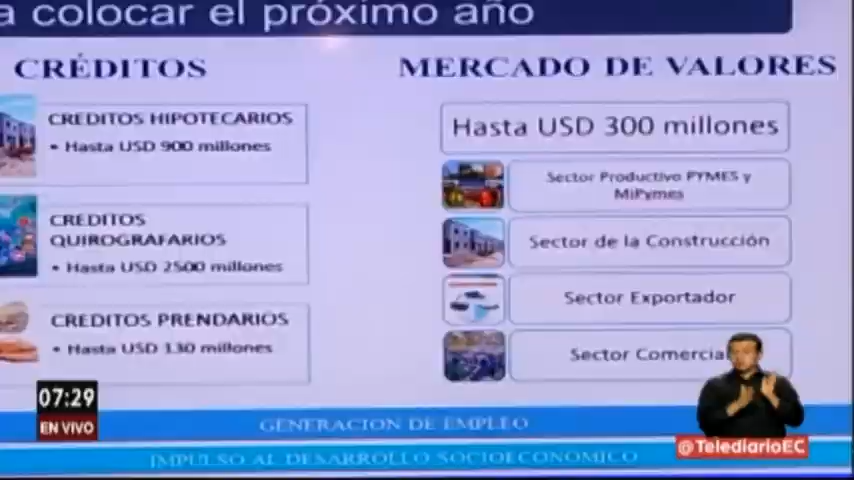 a colocar el próximo año
CRÉDITOS
CREDITOS HIPOTECARIOS
• Hasta USD 900 millones
CREDITOS
QUIROGRAFARIOS
• Hasta USD 2500 millones
CREDITOS PRENDARIOS
• Hasta USD 130 millones
MERCADO DE VALORES
Hasta USD 300 millones
Sector Productivo PYMES y
MiPymes
Sector de la Construcción
Sector Exportador
Sector Comercial
GENERACION DE EMPLEO
IMPULSO AL DESARROLLO SOCIOECONOMICO
07:29
EN VIVO
@TelediarioEC